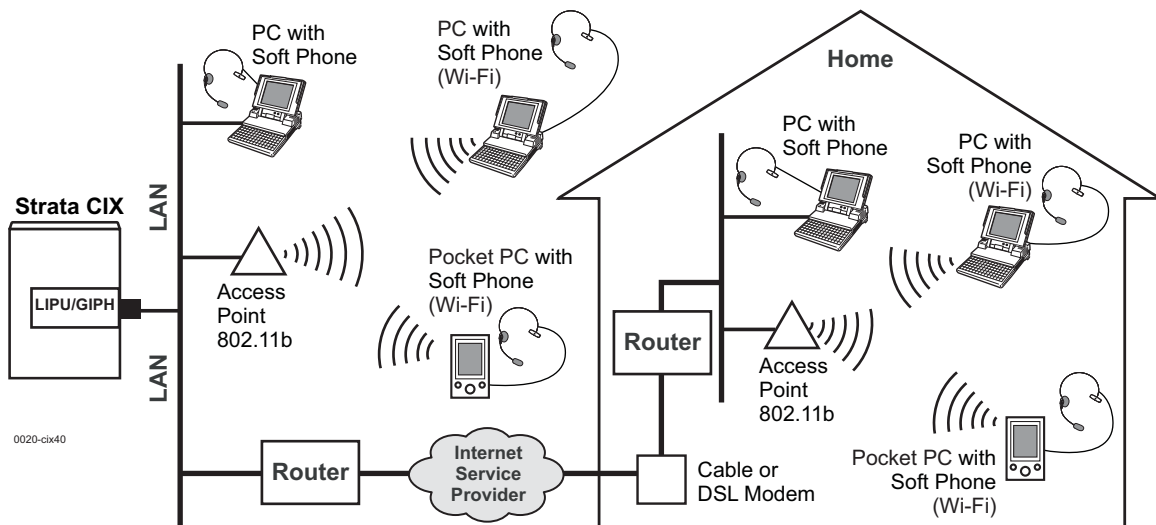 PC with
Soft Phone
PC with
Soft Phone
(Wi-Fi)
Home
PC with
Soft Phone
PC with
Soft Phone
(Wi-Fi)
Strata CIX
LAN
LIPU/GIPH
LAN
Access
Point
802.11b
Pocket PC with
Soft Phone
(Wi-Fi)
Router
Access
Point
802.11b
0020-cix40
Router
Internet
Service
Provider
Cable or
DSL Modem
Pocket PC with
Soft Phone
(Wi-Fi)